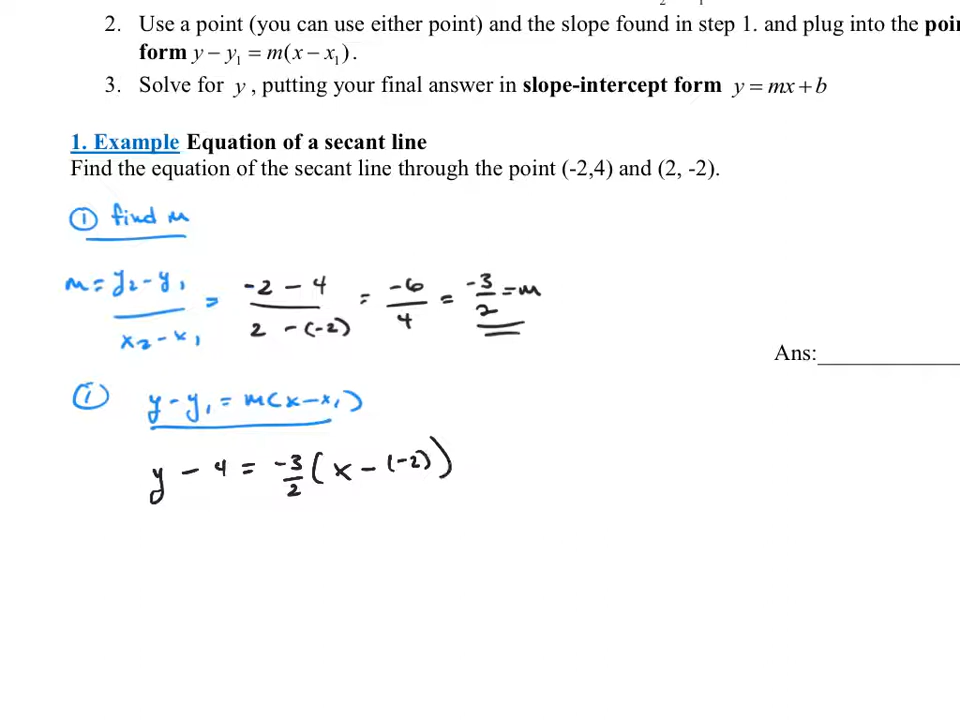 2. Use a point (you can use either point) and the slope found in step 1. and plug into the
form y − y₁ = m(x − x₁).
3. Solve for y, putting your final answer in slope-intercept form y = mx + b
1. Example Equation of a secant line
Find the equation of the secant line through the point (-2,4) and (2, -2).
① find m
m = y₂ - y₁ / x₂ - x₁ = -2 - 4 / 2 - (-2) = -6 / 4 = -3 / 2 = m
Ans:
① y - y₁ = m(x - x₁)
y - 4 = -3/2 (x - (-2))